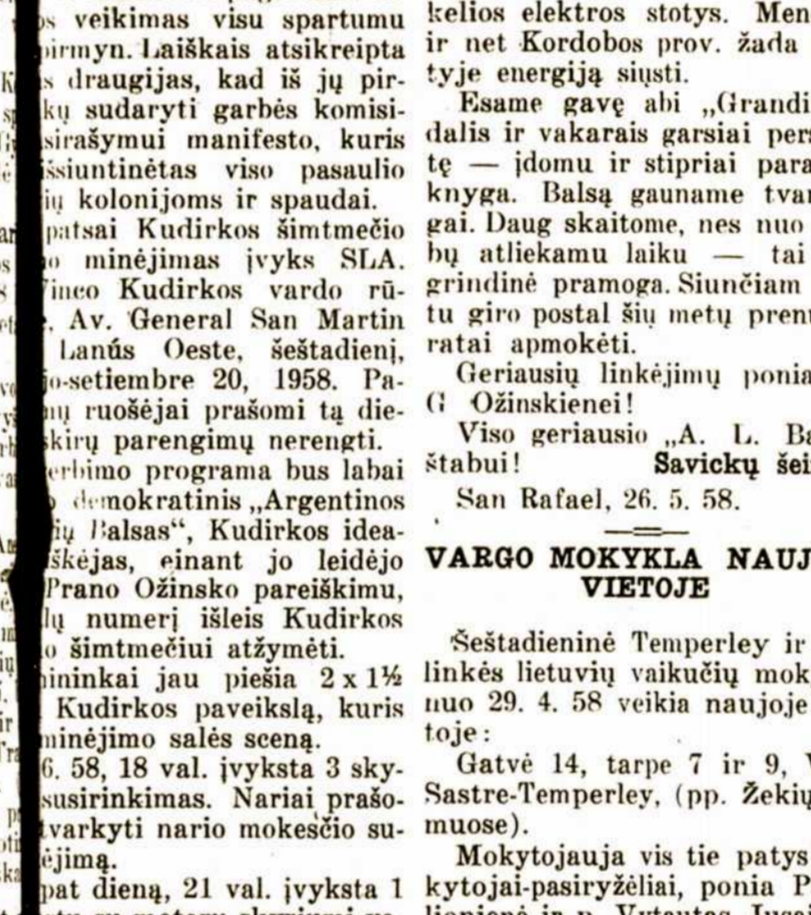 veikimas visu spartumu
pirmyn. Laiškais atsikreipta
draugijas, kad iš jų pir-
sudaryti garbės komisi-
manifesto, kuris
viso pasaulio
kolonijoms ir spaudai.
patsai Kudirkos šimtmečio
minėjimas įvyks SLA.
Vinco Kudirkos vardo rū-
Av. General San Martin
Lanús Oeste, šeštadienį,
jo-setiembre 20, 1958. Pa-
ruošėjai prašomi tą die-
skirų parengimų nerengti.
programa bus labai
demokratinis „Argentinos
Balsas“, Kudirkos idea-
einant jo leidėjo
Prano Ožinsko pareiškimu,
numerį išleis Kudirkos
šimtmečiui atžymėti.
jau piešia 2 x 1½
Kudirkos paveikslą, kuris
minėjimo salės sceną.
6. 58, 18 val. įvyksta 3 sky-
susirinkimas. Nariai prašo-
tvarkyti nario mokesčio su-
ėjimą.
pat dieną, 21 val. įvyksta 1
kelios elektros stotys. Men
ir net Kordobos prov. žada
tyje energiją siųsti.
Esame gavę abi „Grandi
dalis ir vakarais garsiai pers
tę — įdomu ir stipriai para
knyga. Balsą gauname tvar
gai. Daug skaitome, nes nuo
bų atliekamu laiku — tai
grindinė pramoga. Siunčiam
tu giro postal šių metų prenu
ratai apmokėti.
Geriausių linkėjimų ponia
G Ožinskienei!
Viso geriausio „A. L. Ba
štabui! Savickų šei
San Rafael, 26. 5. 58.
VARGO MOKYKLA NAUJ
VIETOJE
Šeštadieninė Temperley ir
linkės lietuvių vaikučių mok
nuo 29. 4. 58 veikia naujoje
toje:
Gatvė 14, tarpe 7 ir 9, V
Sastre-Temperley, (pp. Žekių
muose).
Mokytojauja vis tie patys
kytojai-pasiryžėliai, ponia P